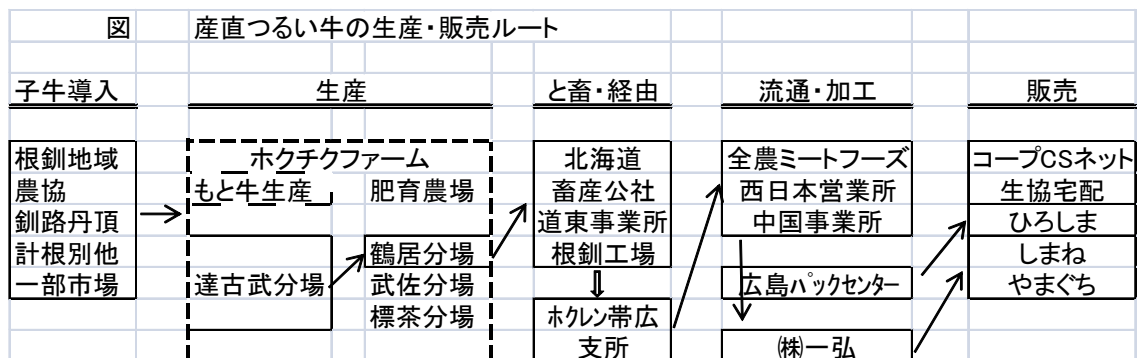 図 産直つるい牛の生産・販売ルート
子牛導入 生産 と畜・経由 流通・加工 販売
根釧地域 ホクチクファーム 北海道 全農ミートフーズ コープCSネット
農協 もと牛生産 肥育農場 畜産公社 西日本営業所 生協宅配
釧路丹頂 道東事業所 中国事業所 ひろしま
計根別他 鶴居分場 根釧工場 しまね
一部市場 達古武分場 武佐分場 広島パックセンター やまぐち
標茶分場 ホクレン帯広
支所 ㈱一弘